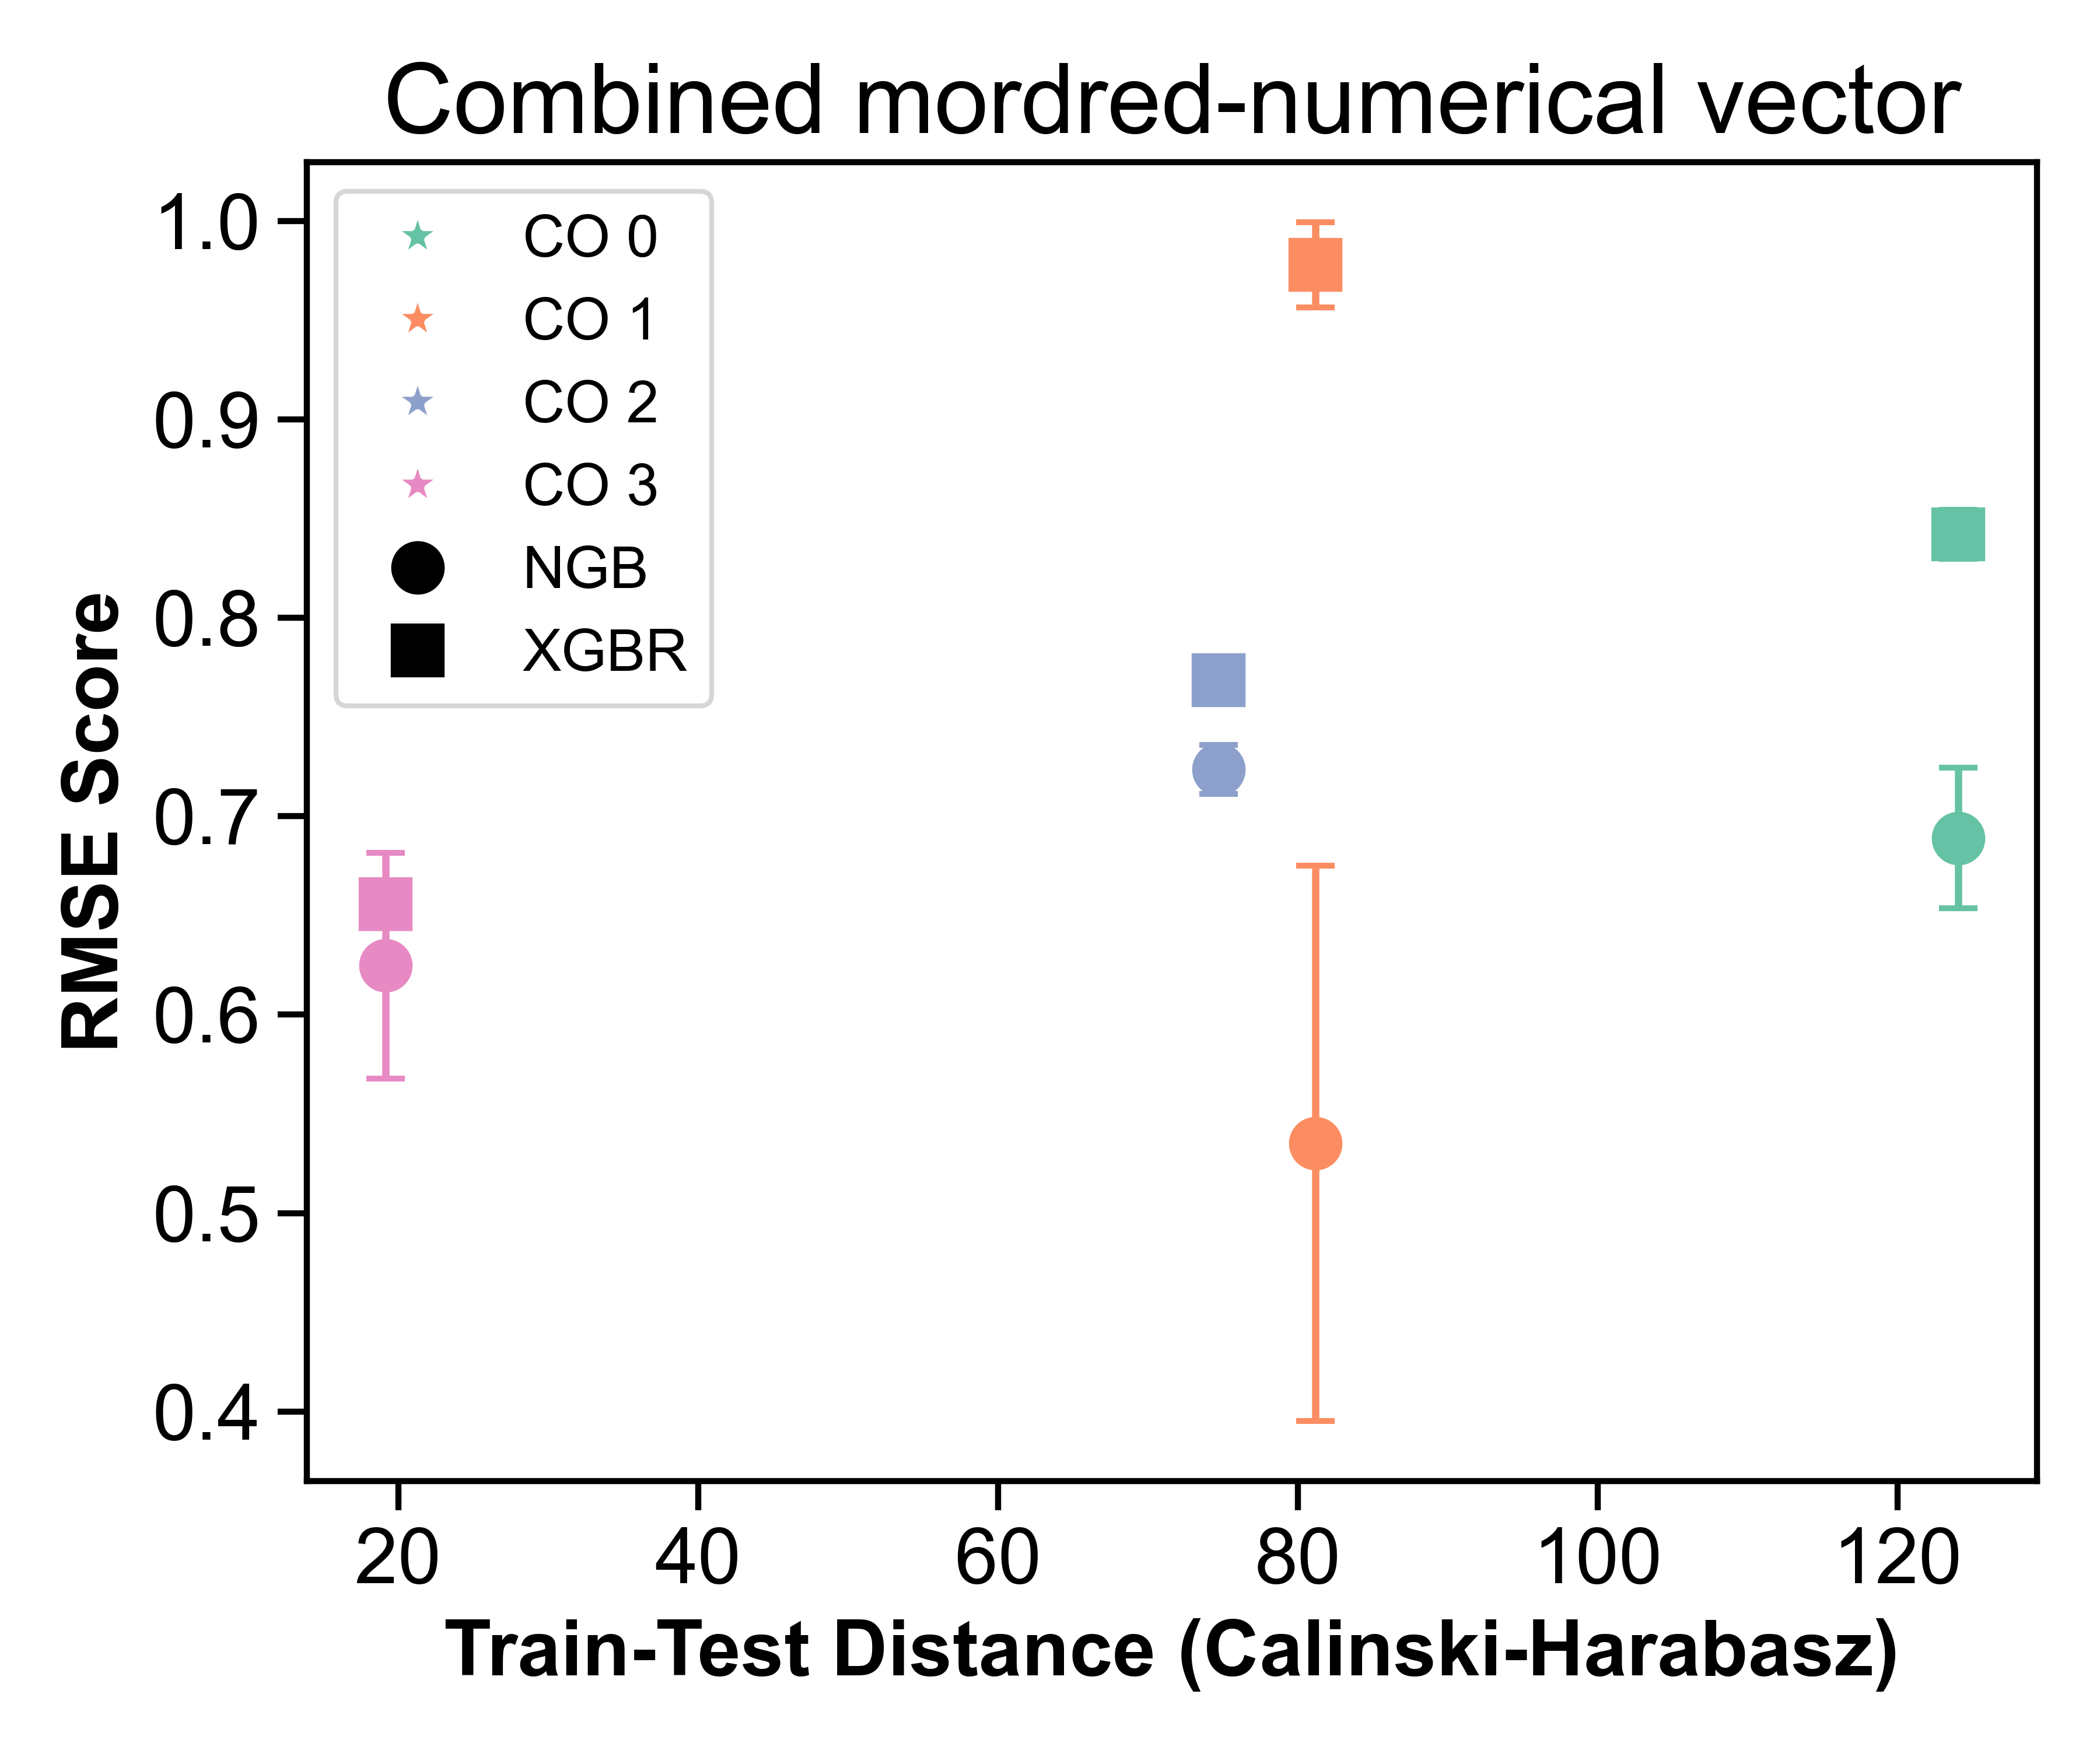 Combined mordred-numerical vector
CO 0
CO 1
CO 2
CO 3
NGB
XGBR
RMSE Score
1.0
0.9
0.8
0.7
0.6
0.5
0.4
20 40 60 80 100 120
Train-Test Distance (Calinski-Harabasz)